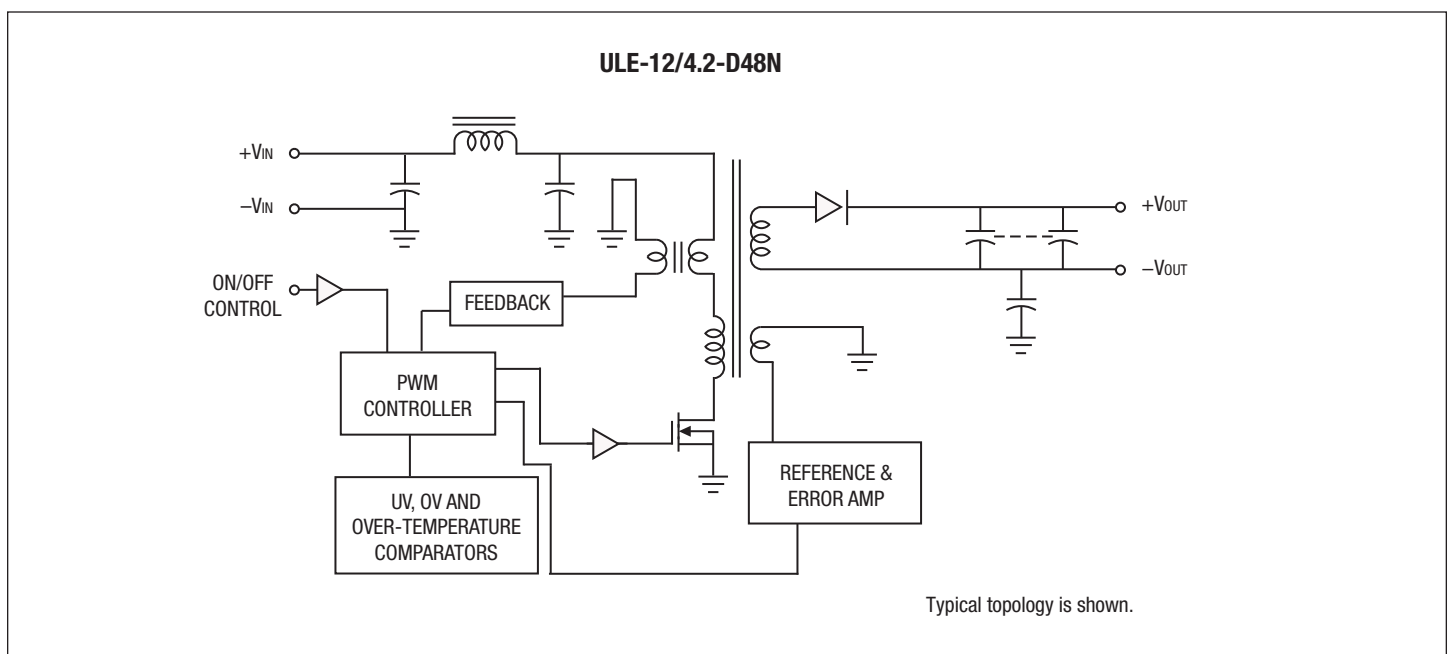 ULE-12/4.2-D48N
+VIN
–VIN
+VOUT
–VOUT
ON/OFF
CONTROL
FEEDBACK
PWM
CONTROLLER
REFERENCE &
ERROR AMP
UV, OV AND
OVER-TEMPERATURE
COMPARATORS
Typical topology is shown.